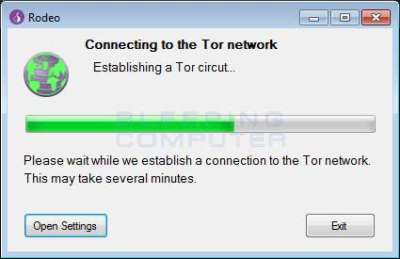 Rodeo
Connecting to the Tor network
Establishing a Tor circut...
BLEEPING
COMPUTER
Please wait while we establish a connection to the Tor network.
This may take several minutes.
Open Settings
Exit